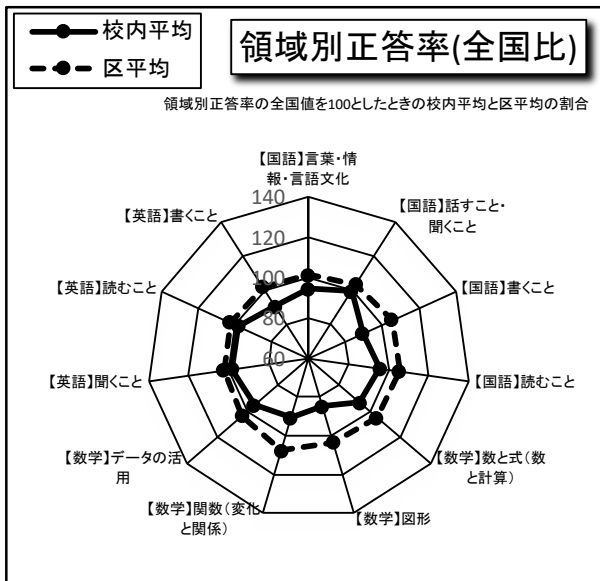 校内平均
区平均
領域別正答率(全国比)
領域別正答率の全国値を100としたときの校内平均と区平均の割合
【国語】言葉・情
報・言語文化
【国語】話すこと・
聞くこと
【国語】書くこと
【国語】読むこと
【数学】数と式(数
と計算)
【数学】図形
【数学】関数(変化
と関係)
【数学】データの活
用
【英語】聞くこと
【英語】読むこと
【英語】書くこと
140
120
100
80
60